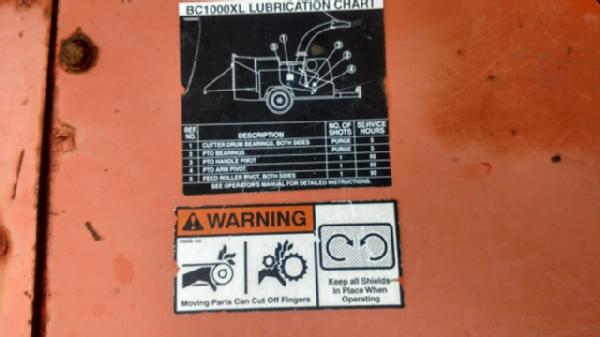 BC1000XL LUBRICATION CHART
REF. NO. DESCRIPTION NO. OF SHOTS SERVICE HOURS
1 CUTTER DRUM BEARINGS, BOTH SIDES PURGE 5
2 PTO BEARINGS PURGE 5
3 PTO HANDLE PIVOT 1 50
4 PTO ARM PIVOT 1 50
5 FEED ROLLER PIVOT, BOTH SIDES 1 50
SEE OPERATOR'S MANUAL FOR DETAILED INSTRUCTIONS.
WARNING
Moving Parts Can Cut Off Fingers
Keep all Shields
In Place When
Operating